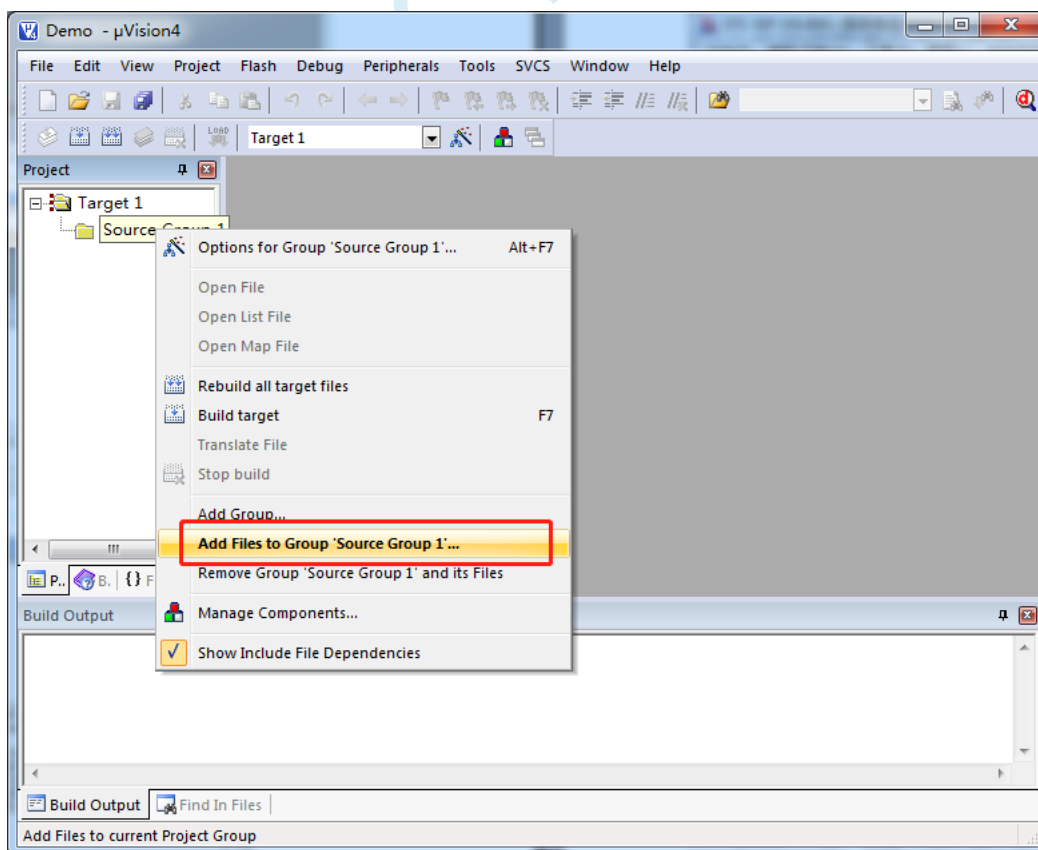 Demo - µVision4
File Edit View Project Flash Debug Peripherals Tools SVCS Window Help
LOAD Target 1
Project
Target 1
Source Group 1
Options for Group 'Source Group 1'... Alt+F7
Open File
Open List File
Open Map File
Rebuild all target files
Build target F7
Translate File
Stop build
Add Group...
Add Files to Group 'Source Group 1'...
Remove Group 'Source Group 1' and its Files
Manage Components...
Show Include File Dependencies
P.. B. {} F
Build Output
Build Output Find In Files
Add Files to current Project Group